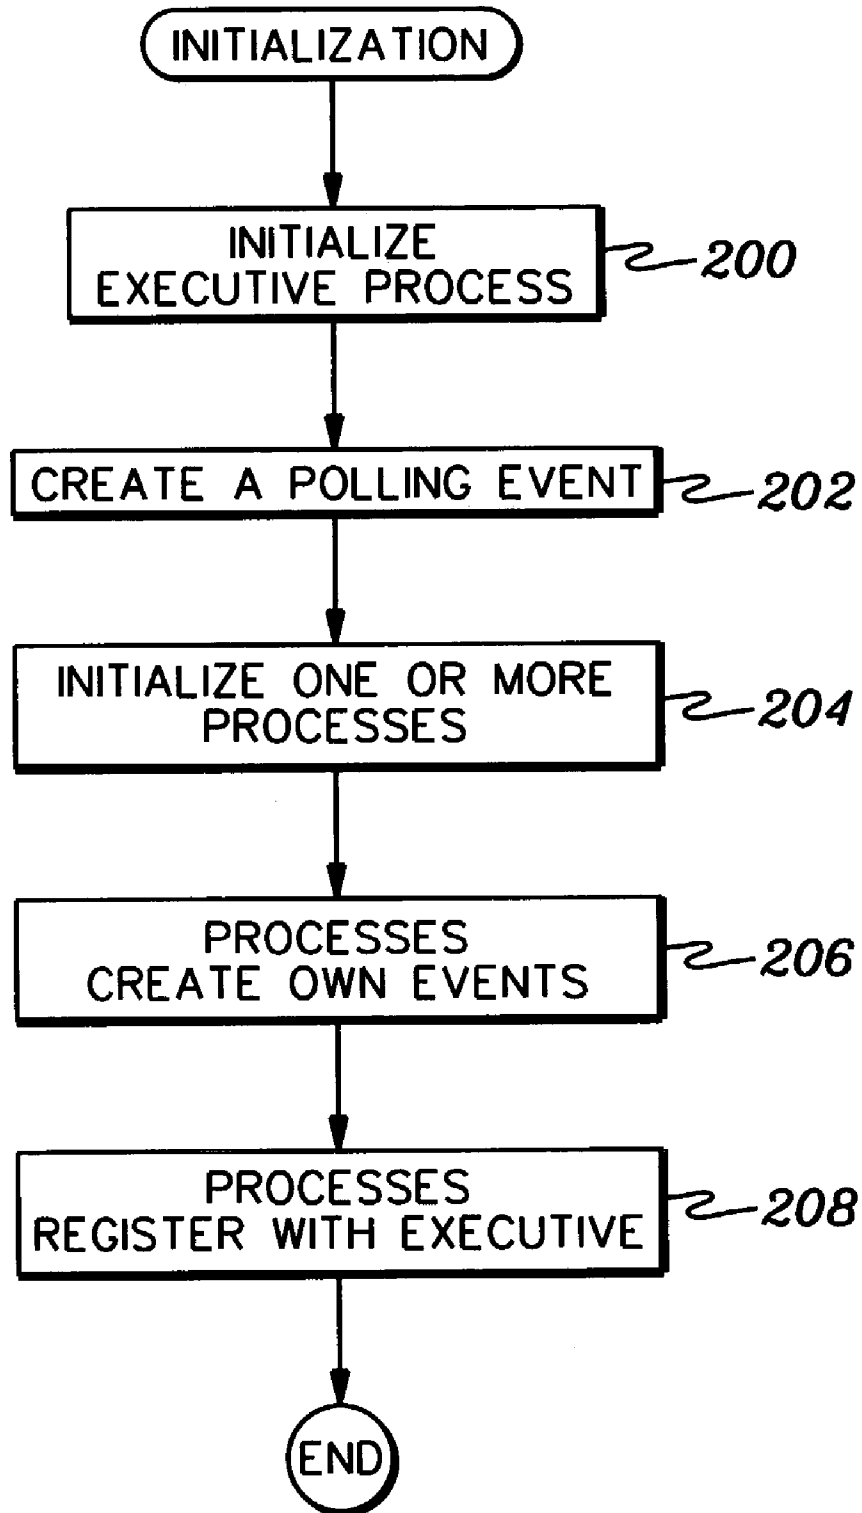 INITIALIZATION
INITIALIZE
EXECUTIVE PROCESS
200
CREATE A POLLING EVENT
202
INITIALIZE ONE OR MORE
PROCESSES
204
PROCESSES
CREATE OWN EVENTS
206
PROCESSES
REGISTER WITH EXECUTIVE
208
END